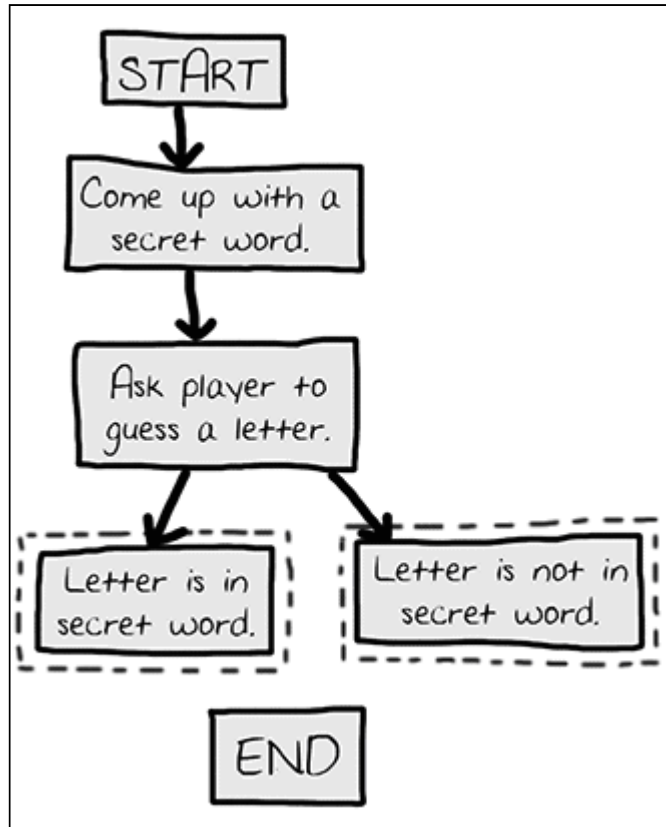 START
Come up with a
secret word.
Ask player to
guess a letter.
Letter is in
secret word.
Letter is not in
secret word.
END